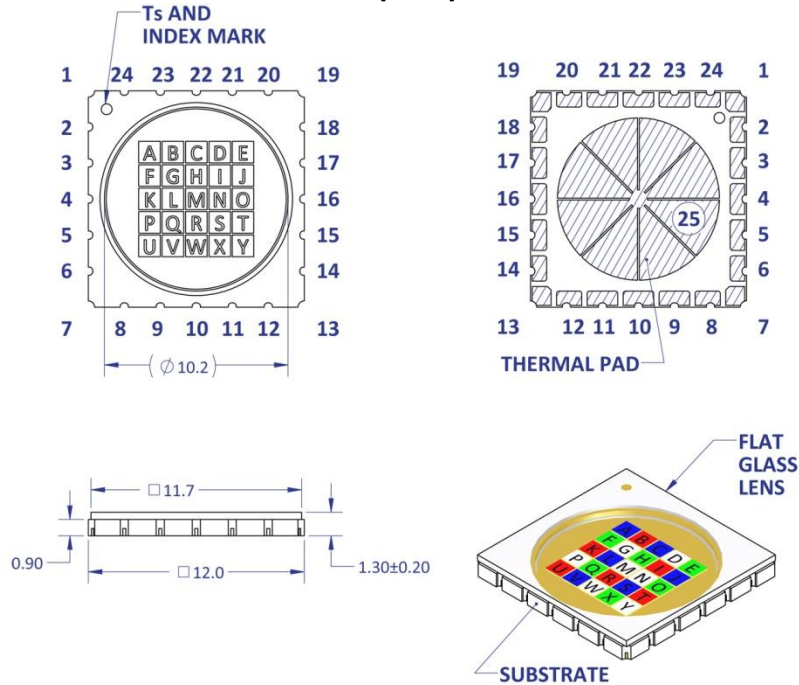 Ts AND
INDEX MARK
1 24 23 22 21 20 19
2 18
3 17
4 16
5 15
6 14
7 8 9 10 11 12 13
A B C D E
F G H I J
K L M N O
P Q R S T
U V W X Y
( Ø 10.2 )
19 20 21 22 23 24 1
18 2
17 3
16 4
15 5
14 6
13 12 11 10 9 8 7
25
THERMAL PAD
□ 11.7
0.90
□ 12.0
1.30±0.20
FLAT
GLASS
LENS
A B C D E
F G H I J
K L M N O
P Q R S T
U V W X Y
SUBSTRATE